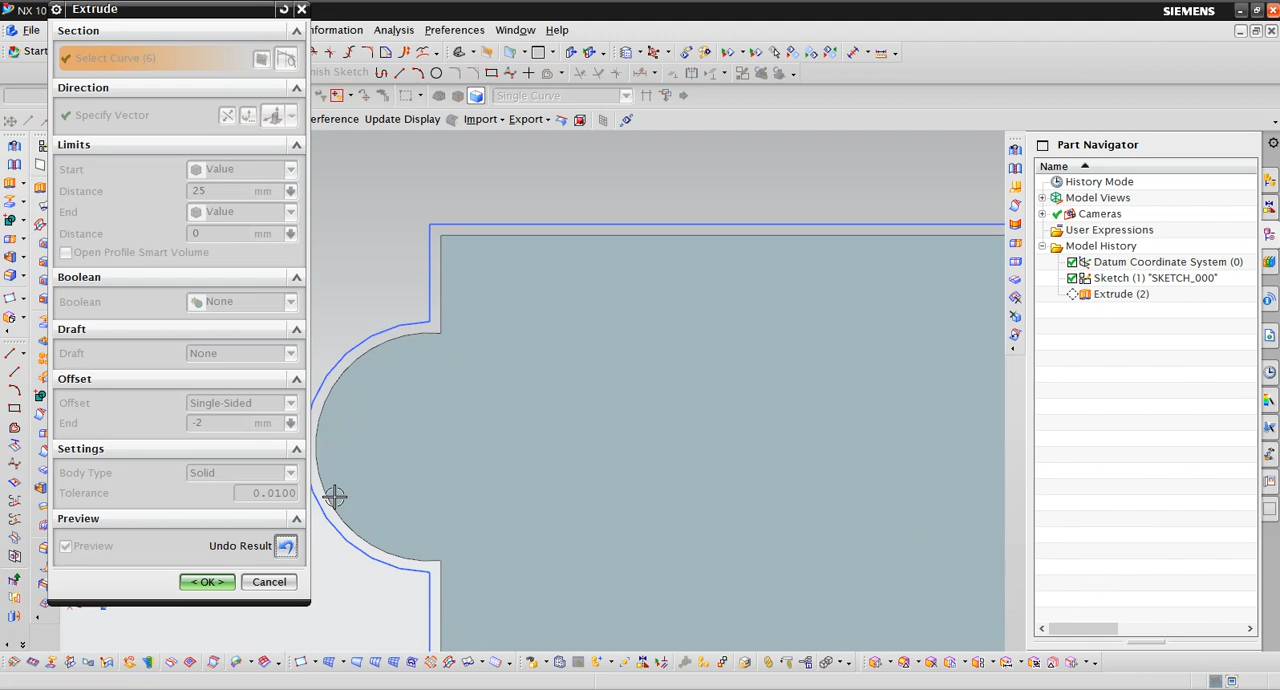 NX 10
Extrude
SIEMENS
File
Information
Analysis
Preferences
Window
Help
Start
Finish Sketch
Single Curve
Update Display
Import
Export
Section
Select Curve (6)
Direction
Specify Vector
Limits
Start
Value
Distance
25
mm
End
Value
Distance
0
mm
Open Profile Smart Volume
Boolean
Boolean
None
Draft
Draft
None
Offset
Offset
Single-Sided
End
-2
mm
Settings
Body Type
Solid
Tolerance
0.0100
Preview
Preview
Undo Result
< OK >
Cancel
Part Navigator
Name
History Mode
Model Views
Cameras
User Expressions
Model History
Datum Coordinate System (0)
Sketch (1) "SKETCH_000"
Extrude (2)